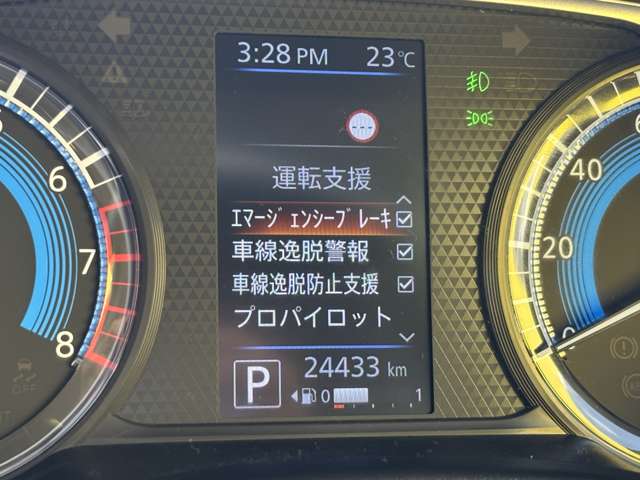 3:28 PM 23℃
運転支援
ｴﾏｰｼﾞｪﾝｼｰﾌﾞﾚｰｷ
車線逸脱警報
車線逸脱防止支援
プロパイロット
24433 km
P
0 1
6
7
8
40
20
0
OFF